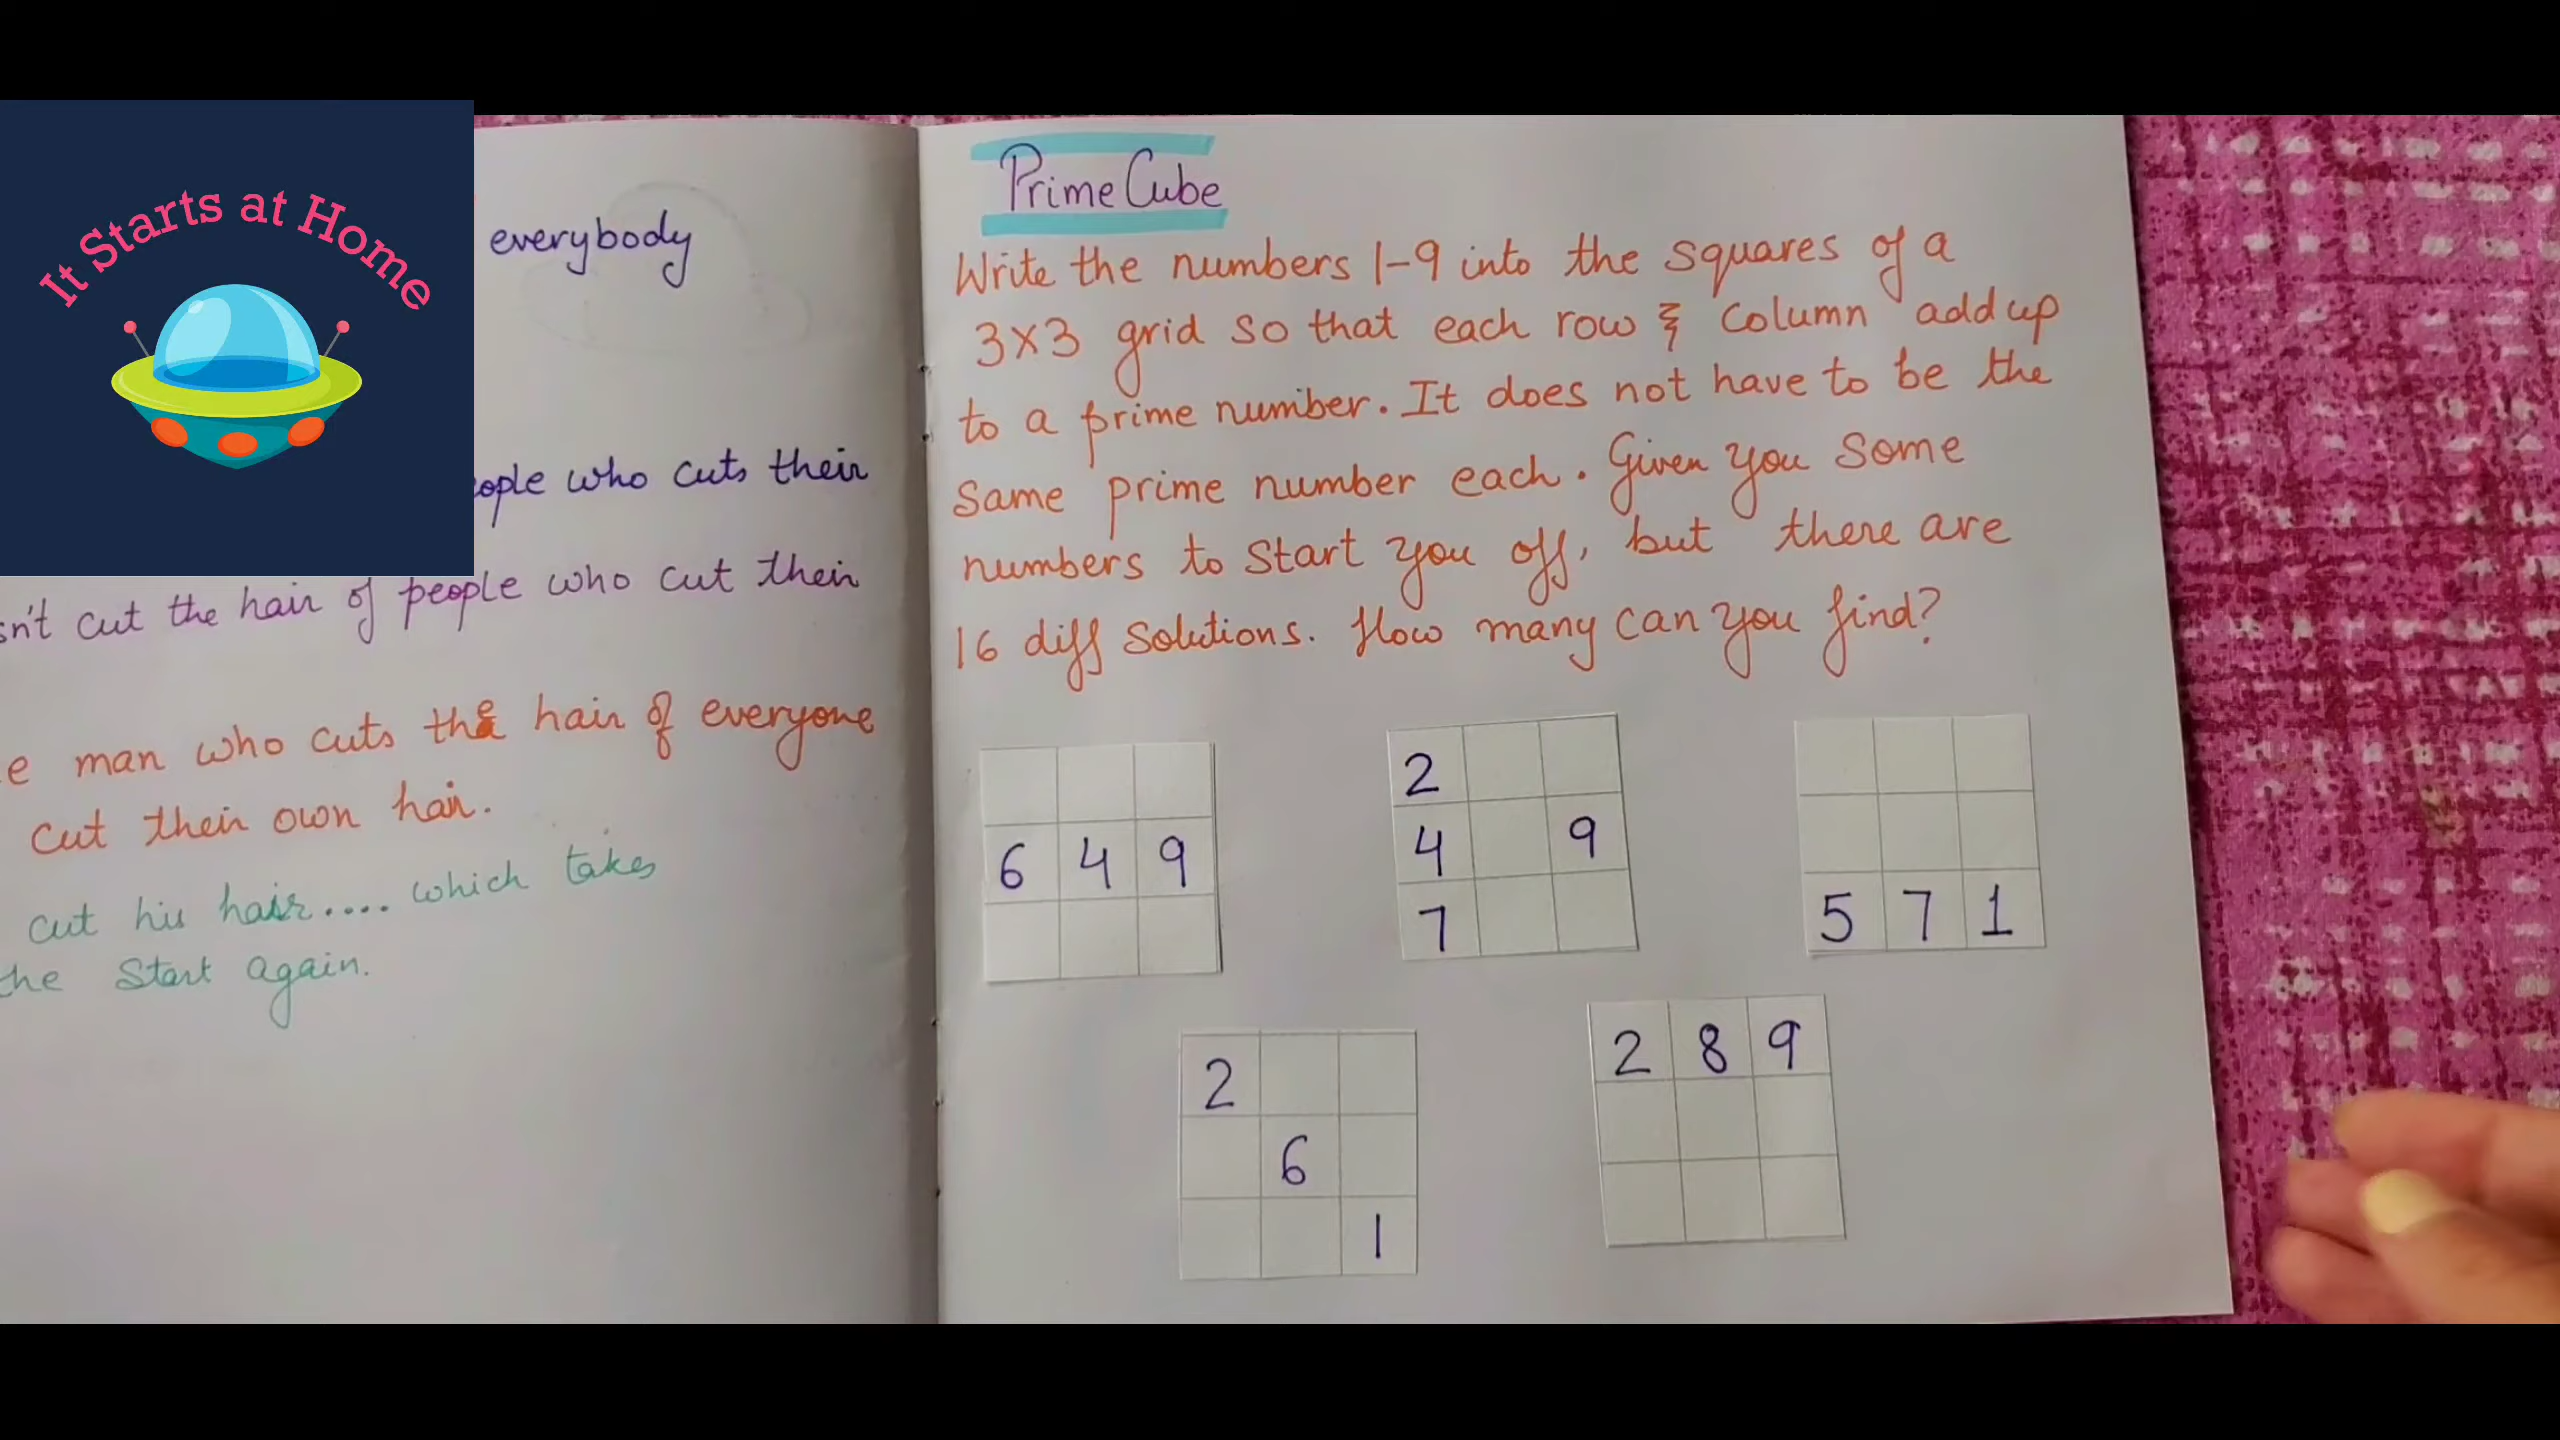 It Starts at Home
everybody
ople who cuts their
sn't cut the hair of people who cut their
e man who cuts the hair of everyone
cut their own hair.
cut his hair.... which takes
the Start again.
Prime Cube
Write the numbers 1-9 into the squares of a
3x3 grid so that each row & column add up
to a prime number. It does not have to be the
same prime number each. Given you some
numbers to start you off, but there are
16 diff solutions. How many can you find?
6 4 9
2
4 9
7
5 7 1
2
6
1
2 8 9